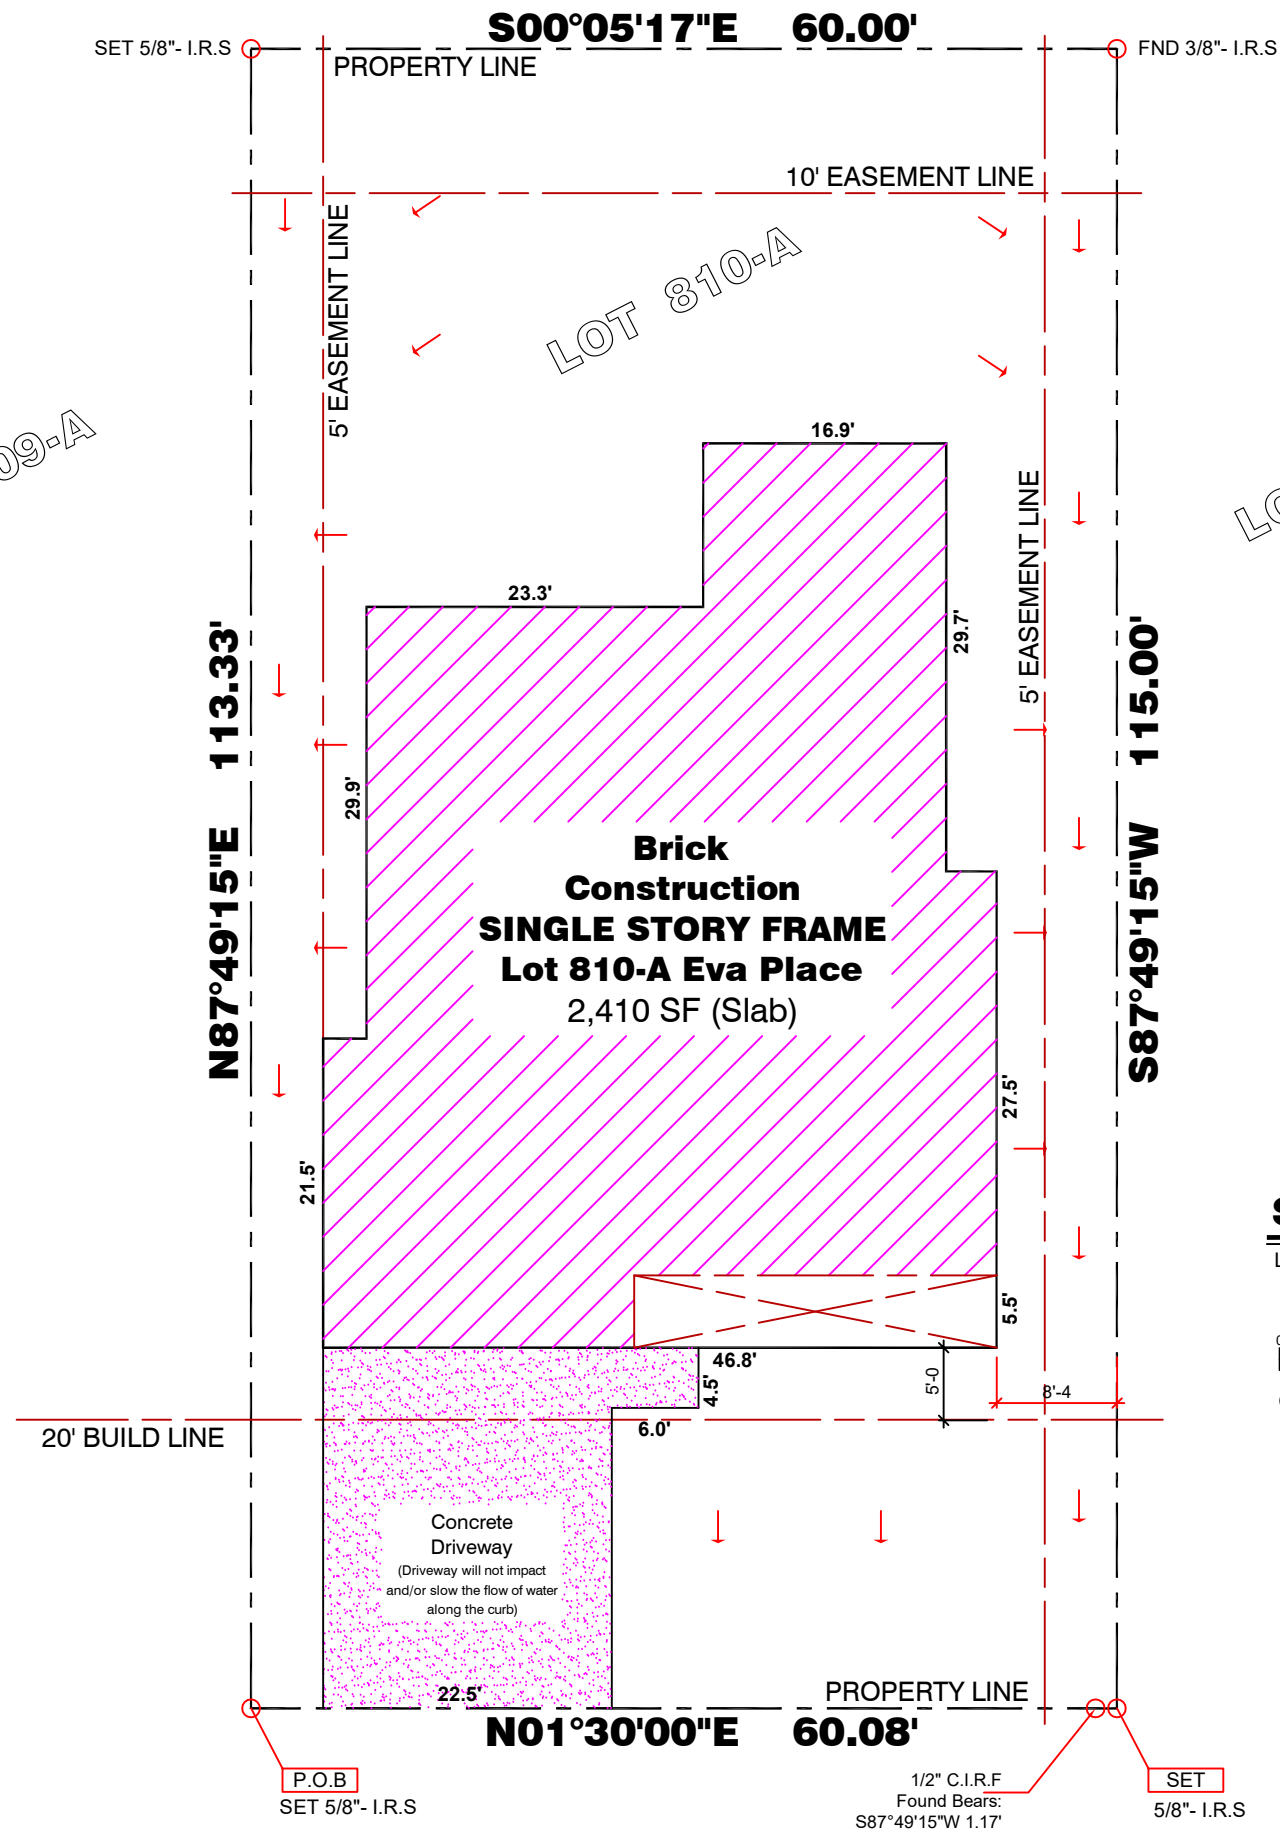 S00°05'17"E 60.00'
SET 5/8"- I.R.S
FND 3/8"- I.R.S
PROPERTY LINE
10' EASEMENT LINE
5' EASEMENT LINE
LOT 810-A
09-A
16.9'
23.3'
29.7'
5' EASEMENT LINE
N87°49'15"E 113.33'
S87°49'15"W 115.00'
29.9'
Brick
Construction
SINGLE STORY FRAME
Lot 810-A Eva Place
2,410 SF (Slab)
27.5'
21.5'
5.5'
46.8'
4.5'
5'-0
8'-4
6.0'
20' BUILD LINE
Concrete
Driveway
(Driveway will not impact
and/or slow the flow of water
along the curb)
22.5'
PROPERTY LINE
N01°30'00"E 60.08'
P.O.B
SET 5/8"- I.R.S
1/2" C.I.R.F
Found Bears:
S87°49'15"W 1.17'
SET
5/8"- I.R.S